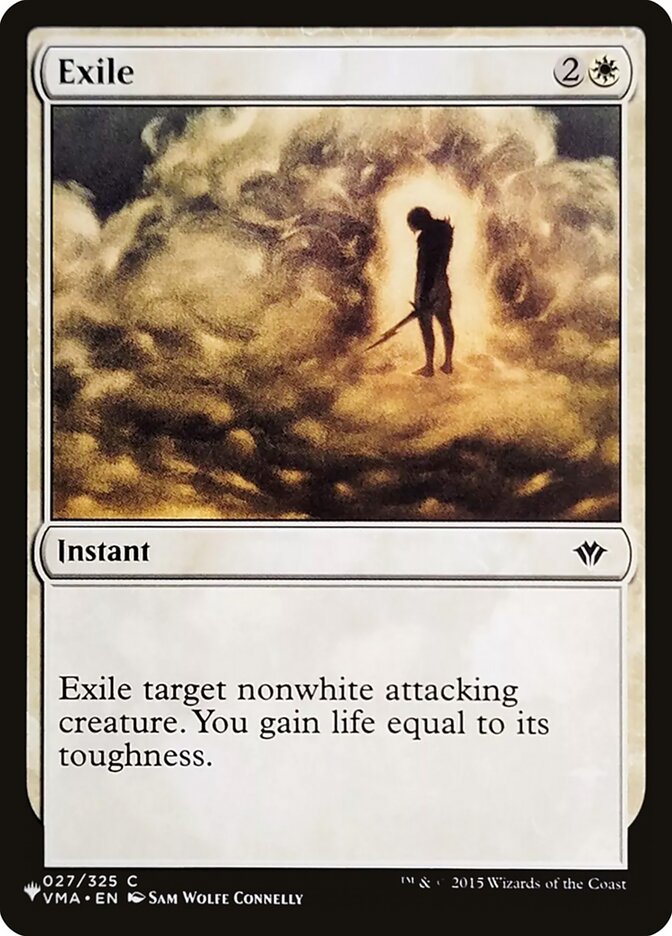 Exile 2
Instant
Exile target nonwhite attacking
creature. You gain life equal to its
toughness.
027/325 C
VMA • EN Sam Wolfe Connelly
™ & © 2015 Wizards of the Coast